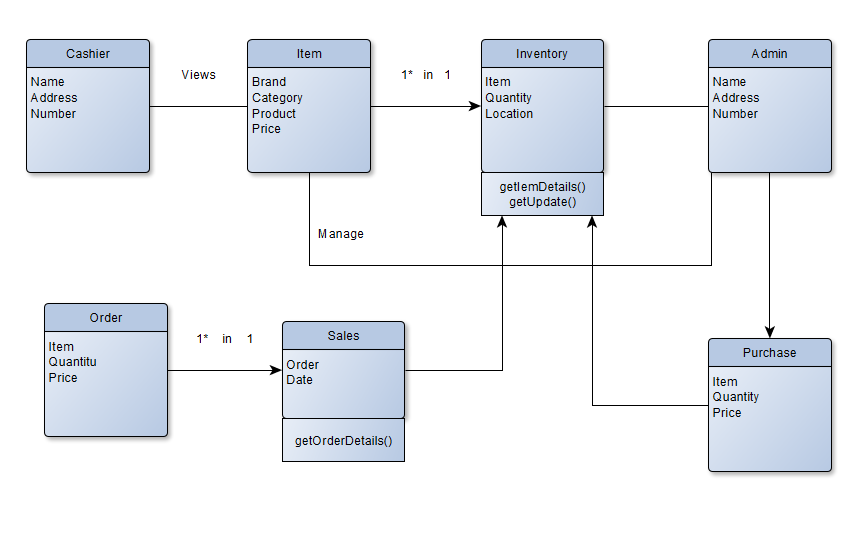 Cashier
Name
Address
Number
Views
Item
Brand
Category
Product
Price
1* in 1
Inventory
Item
Quantity
Location
getIemDetails()
getUpdate()
Admin
Name
Address
Number
Manage
Order
Item
Quantitu
Price
1* in 1
Sales
Order
Date
getOrderDetails()
Purchase
Item
Quantity
Price